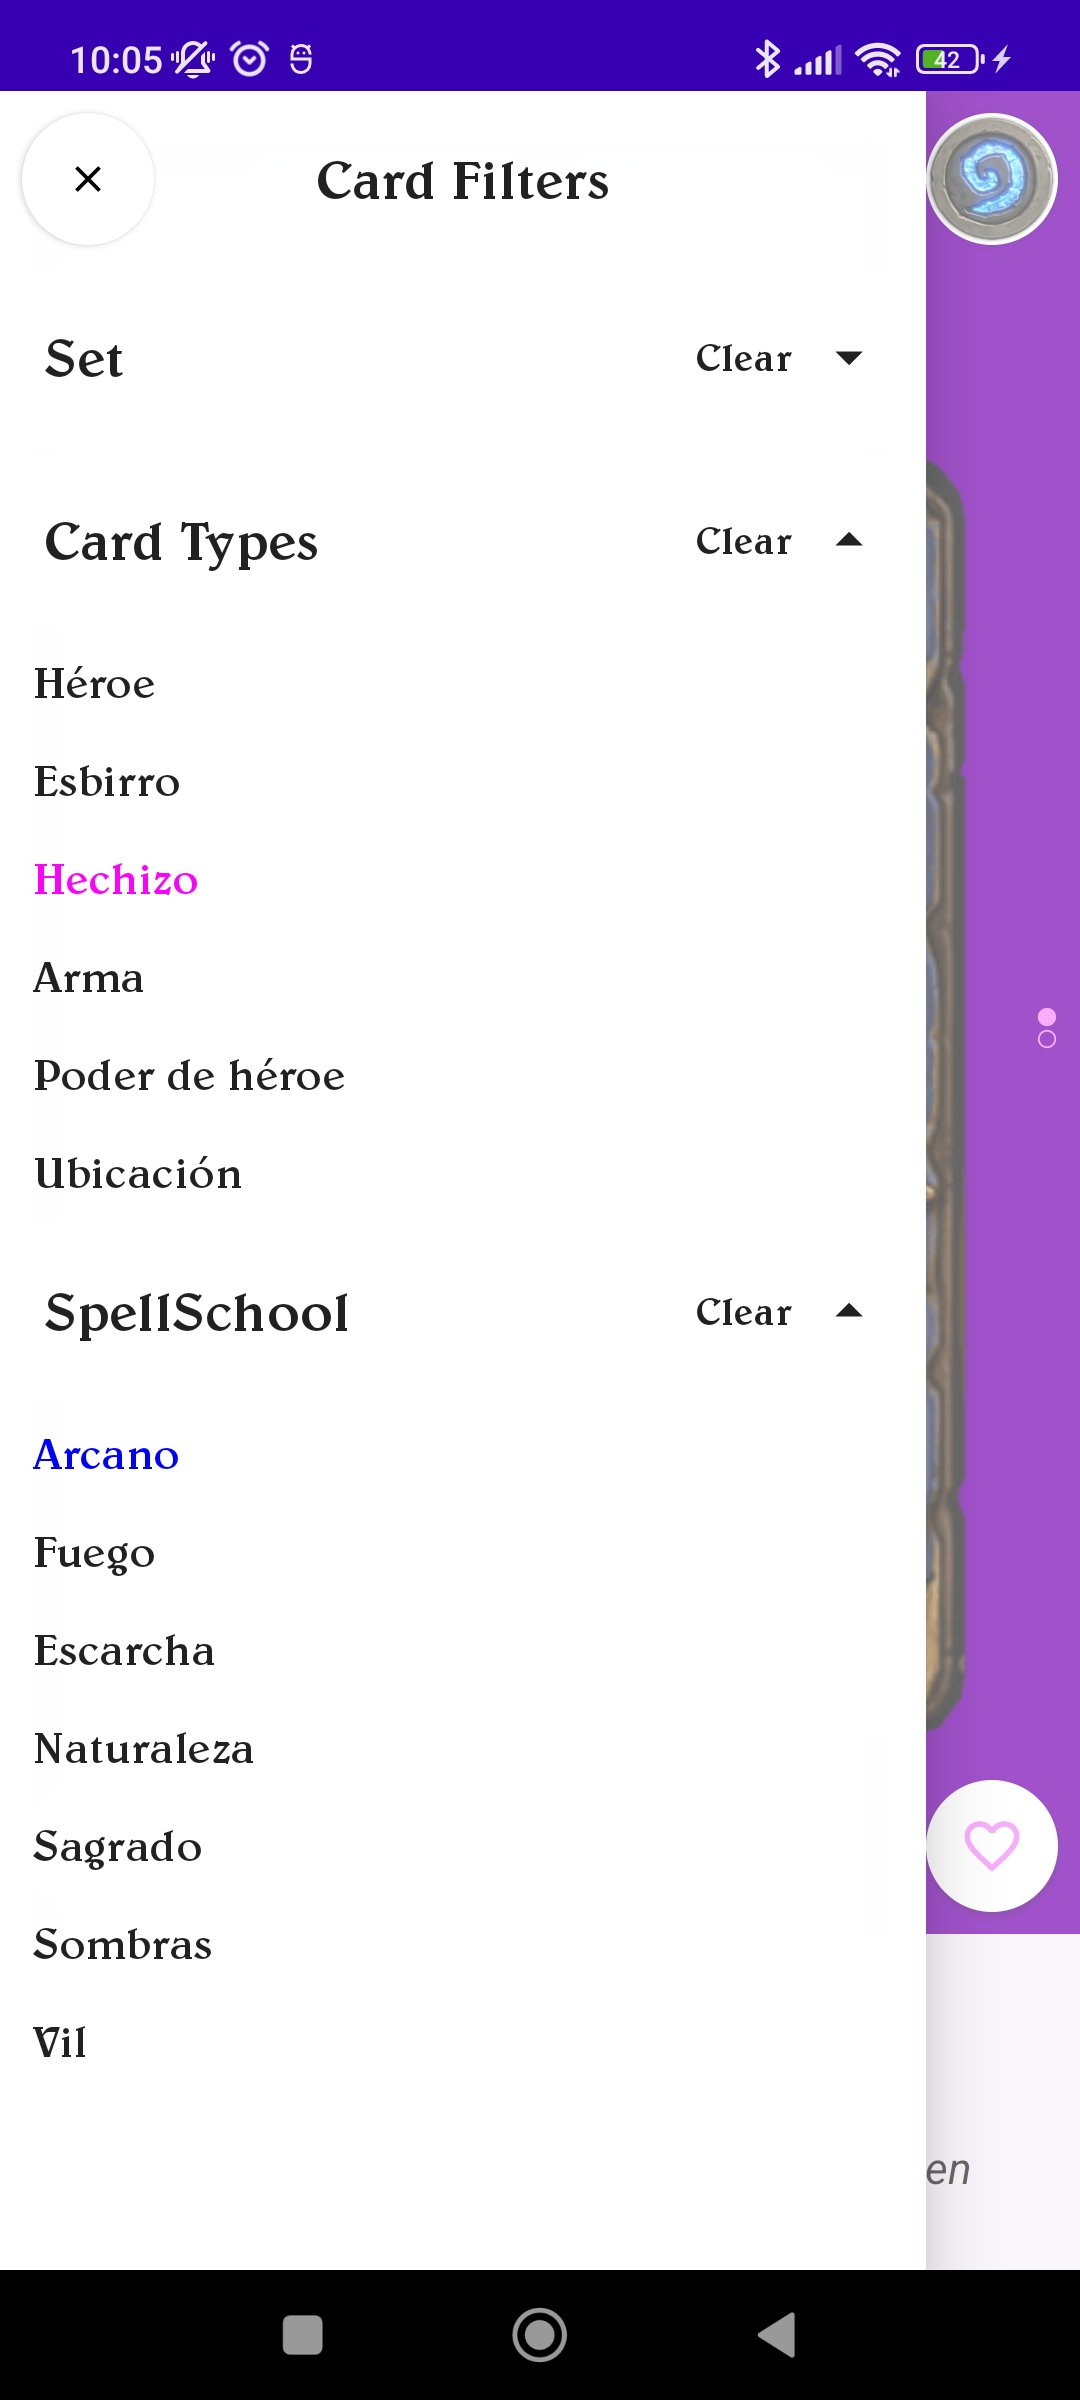 10:05
42
Card Filters
Set Clear
Card Types Clear
Héroe
Esbirro
Hechizo
Arma
Poder de héroe
Ubicación
SpellSchool Clear
Arcano
Fuego
Escarcha
Naturaleza
Sagrado
Sombras
Vil
en